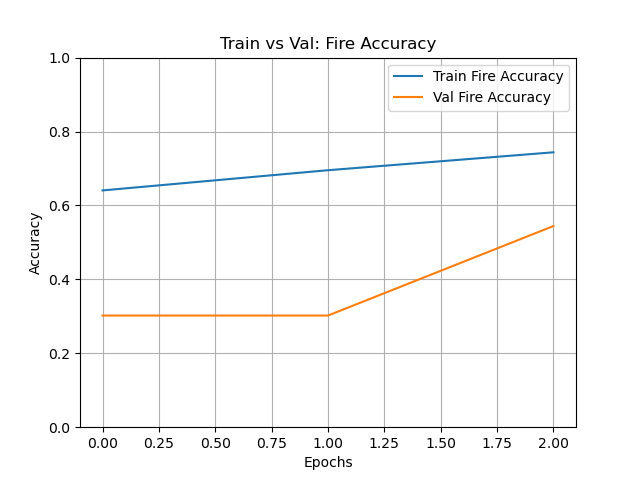 Train vs Val: Fire Accuracy
Train Fire Accuracy
Val Fire Accuracy
1.0
0.8
0.6
0.4
0.2
0.0
Accuracy
0.00 0.25 0.50 0.75 1.00 1.25 1.50 1.75 2.00
Epochs